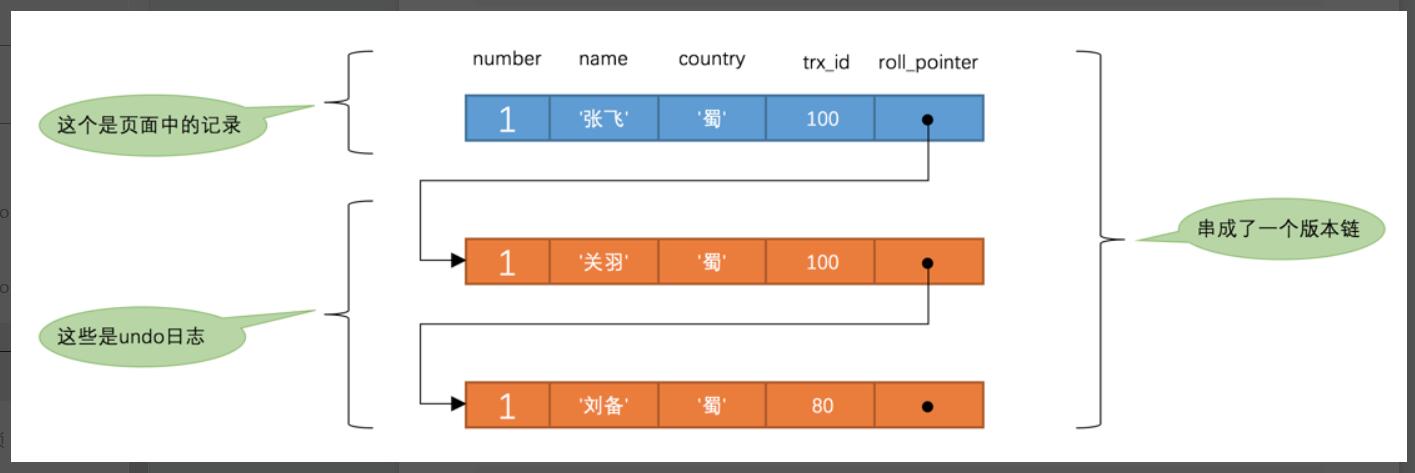 number name country trx_id roll_pointer
这个是页面中的记录
1 '张飞' '蜀' 100
串成了一个版本链
1 '关羽' '蜀' 100
这些是undo日志
1 '刘备' '蜀' 80